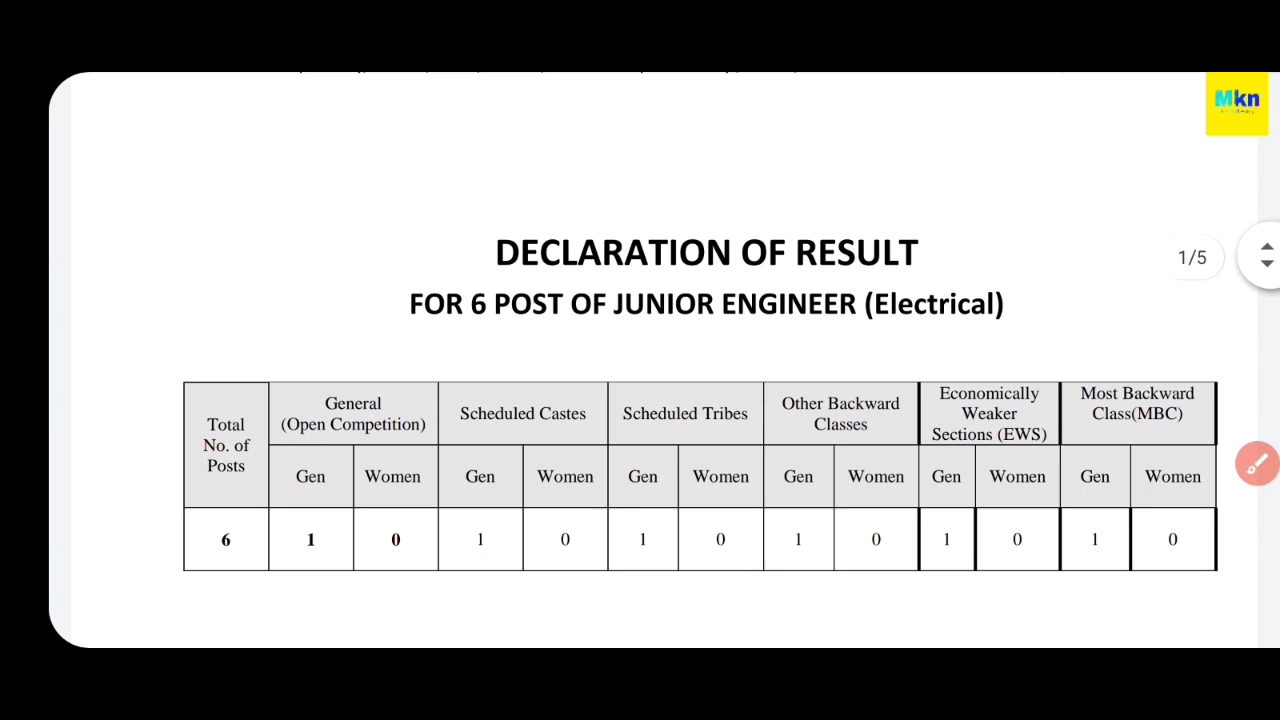 Mkn
Academy
DECLARATION OF RESULT
1/5
FOR 6 POST OF JUNIOR ENGINEER (Electrical)
Total
No. of
Posts
General
(Open Competition)
Scheduled Castes
Scheduled Tribes
Other Backward
Classes
Economically
Weaker
Sections (EWS)
Most Backward
Class(MBC)
Gen Women Gen Women Gen Women Gen Women Gen Women Gen Women
6 1 0 1 0 1 0 1 0 1 0 1 0